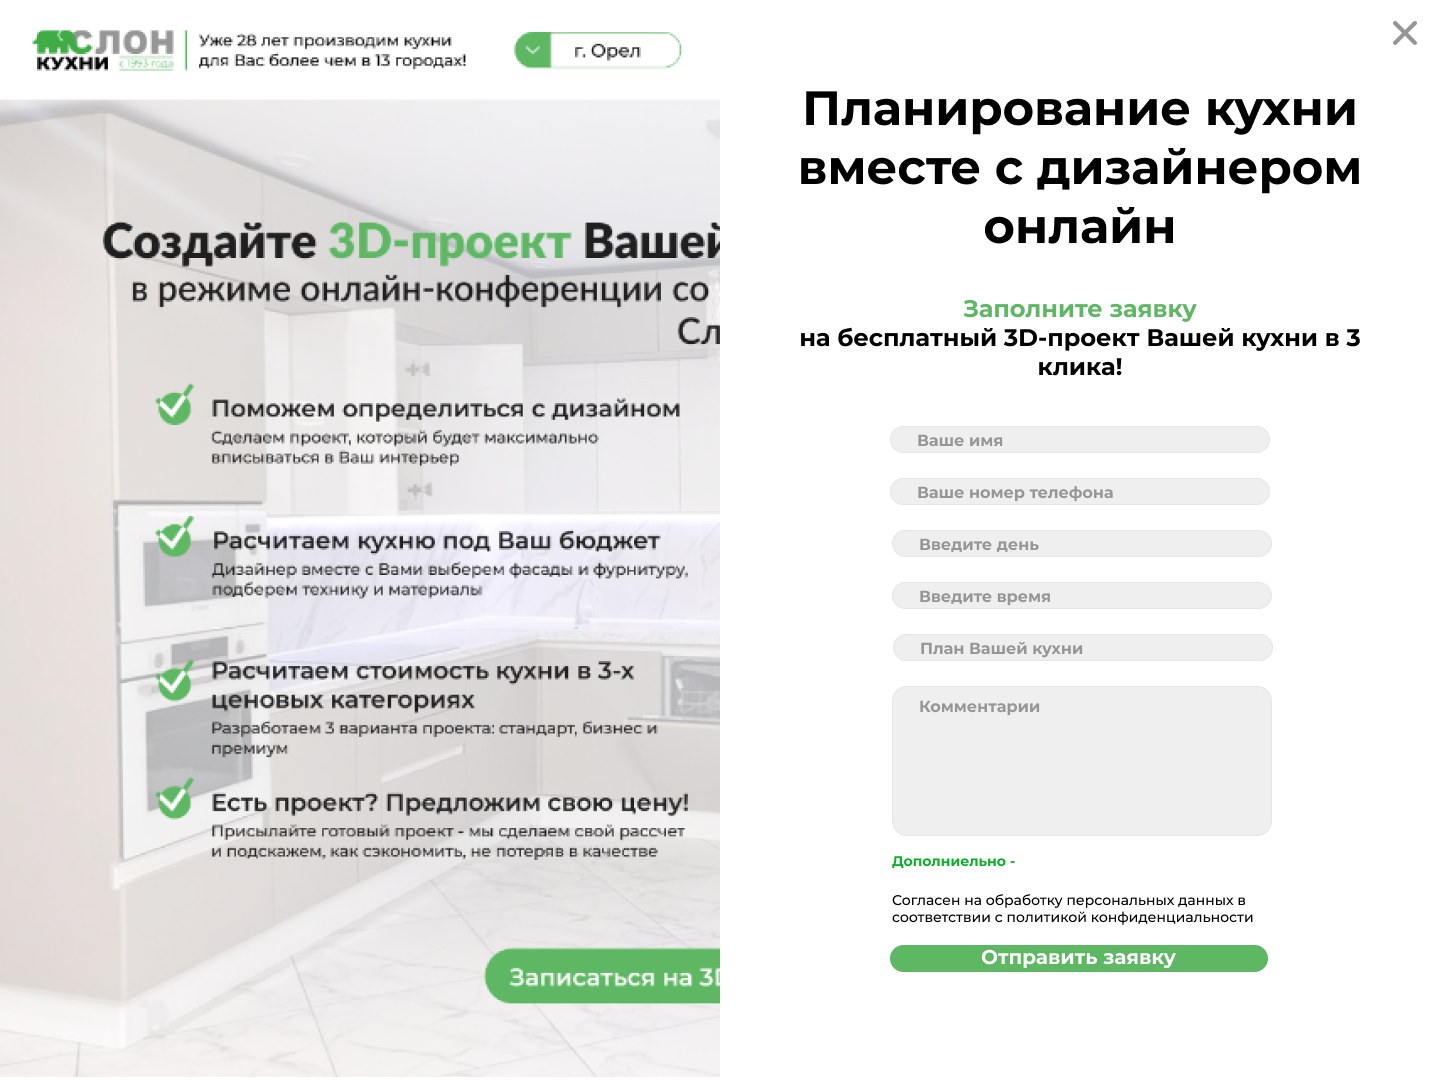 СЛОН
КУХНИ с 1993 года
Уже 28 лет производим кухни
для Вас более чем в 13 городах!
г. Орел
Создайте 3D-проект Вашей
в режиме онлайн-конференции со
Сл
Поможем определиться с дизайном
Сделаем проект, который будет максимально
вписываться в Ваш интерьер
Расчитаем кухню под Ваш бюджет
Дизайнер вместе с Вами выберем фасады и фурнитуру,
подберем технику и материалы
Расчитаем стоимость кухни в 3-х
ценовых категориях
Разработаем 3 варианта проекта: стандарт, бизнес и
премиум
Есть проект? Предложим свою цену!
Присылайте готовый проект - мы сделаем свой рассчет
и подскажем, как сэкономить, не потеряв в качестве
Записаться на 3D
Планирование кухни
вместе с дизайнером
онлайн
Заполните заявку
на бесплатный 3D-проект Вашей кухни в 3
клика!
Ваше имя
Ваше номер телефона
Введите день
Введите время
План Вашей кухни
Комментарии
Дополниельно -
Согласен на обработку персональных данных в
соответствии с политикой конфиденциальности
Отправить заявку